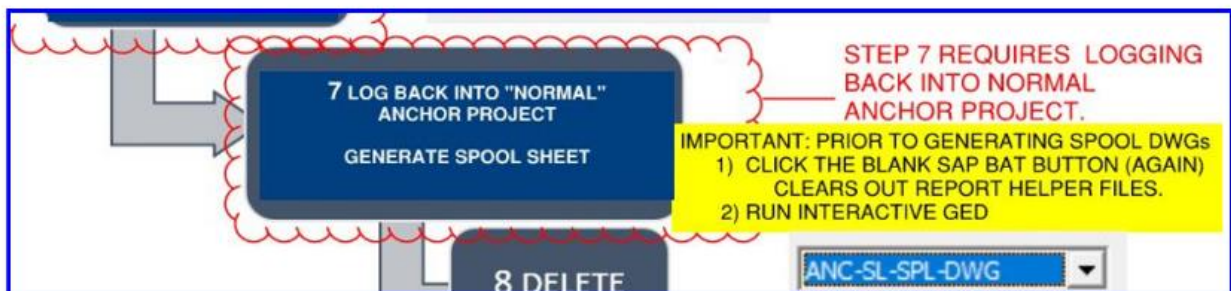 7 LOG BACK INTO "NORMAL"
ANCHOR PROJECT
GENERATE SPOOL SHEET
STEP 7 REQUIRES LOGGING
BACK INTO NORMAL
ANCHOR PROJECT.
IMPORTANT: PRIOR TO GENERATING SPOOL DWGs
1) CLICK THE BLANK SAP BAT BUTTON (AGAIN)
CLEARS OUT REPORT HELPER FILES.
2) RUN INTERACTIVE GED
8 DELETE
ANC-SL-SPL-DWG